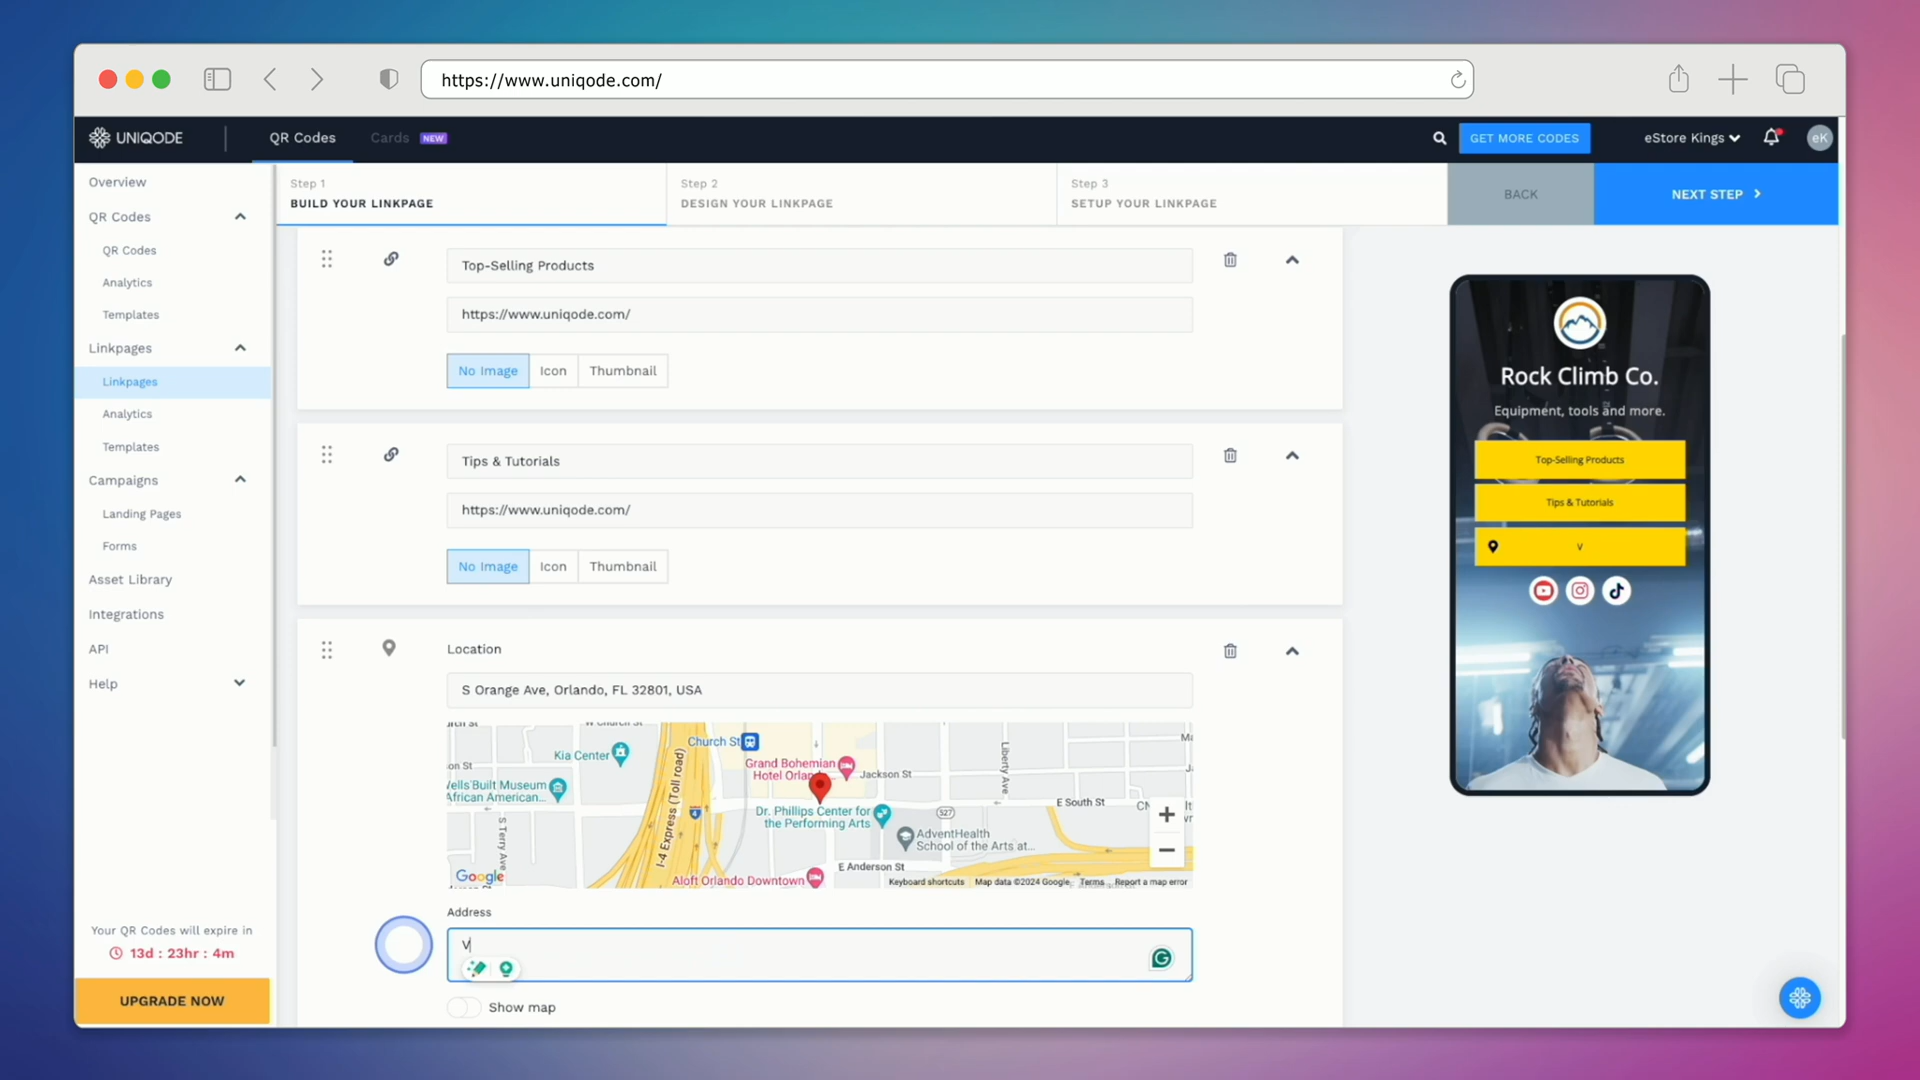 https://www.uniqode.com/
UNIQODE
QR Codes
Cards NEW
GET MORE CODES
eStore Kings
eK
Overview
QR Codes
QR Codes
Analytics
Templates
Linkpages
Linkpages
Analytics
Templates
Campaigns
Landing Pages
Forms
Asset Library
Integrations
API
Help
Your QR Codes will expire in
13d : 23hr : 4m
UPGRADE NOW
Step 1
BUILD YOUR LINKPAGE
Step 2
DESIGN YOUR LINKPAGE
Step 3
SETUP YOUR LINKPAGE
BACK
NEXT STEP
Top-Selling Products
https://www.uniqode.com/
No Image Icon Thumbnail
Tips & Tutorials
https://www.uniqode.com/
No Image Icon Thumbnail
Location
S Orange Ave, Orlando, FL 32801, USA
W Church St
Church St
Kia Center
Grand Bohemian
Jackson St
African American...
Liberty Ave
S Terry Ave
I-4 Express (Toll road)
4
527
E South St
Dr. Phillips Center for
the Performing Arts
AdventHealth
School of the Arts at...
E Anderson St
Aloft Orlando Downtown
Google
Keyboard shortcuts
Map data ©2024 Google
Terms
Report a map error
Address
V
Show map
Rock Climb Co.
Equipment, tools and more.
Top-Selling Products
Tips & Tutorials
V